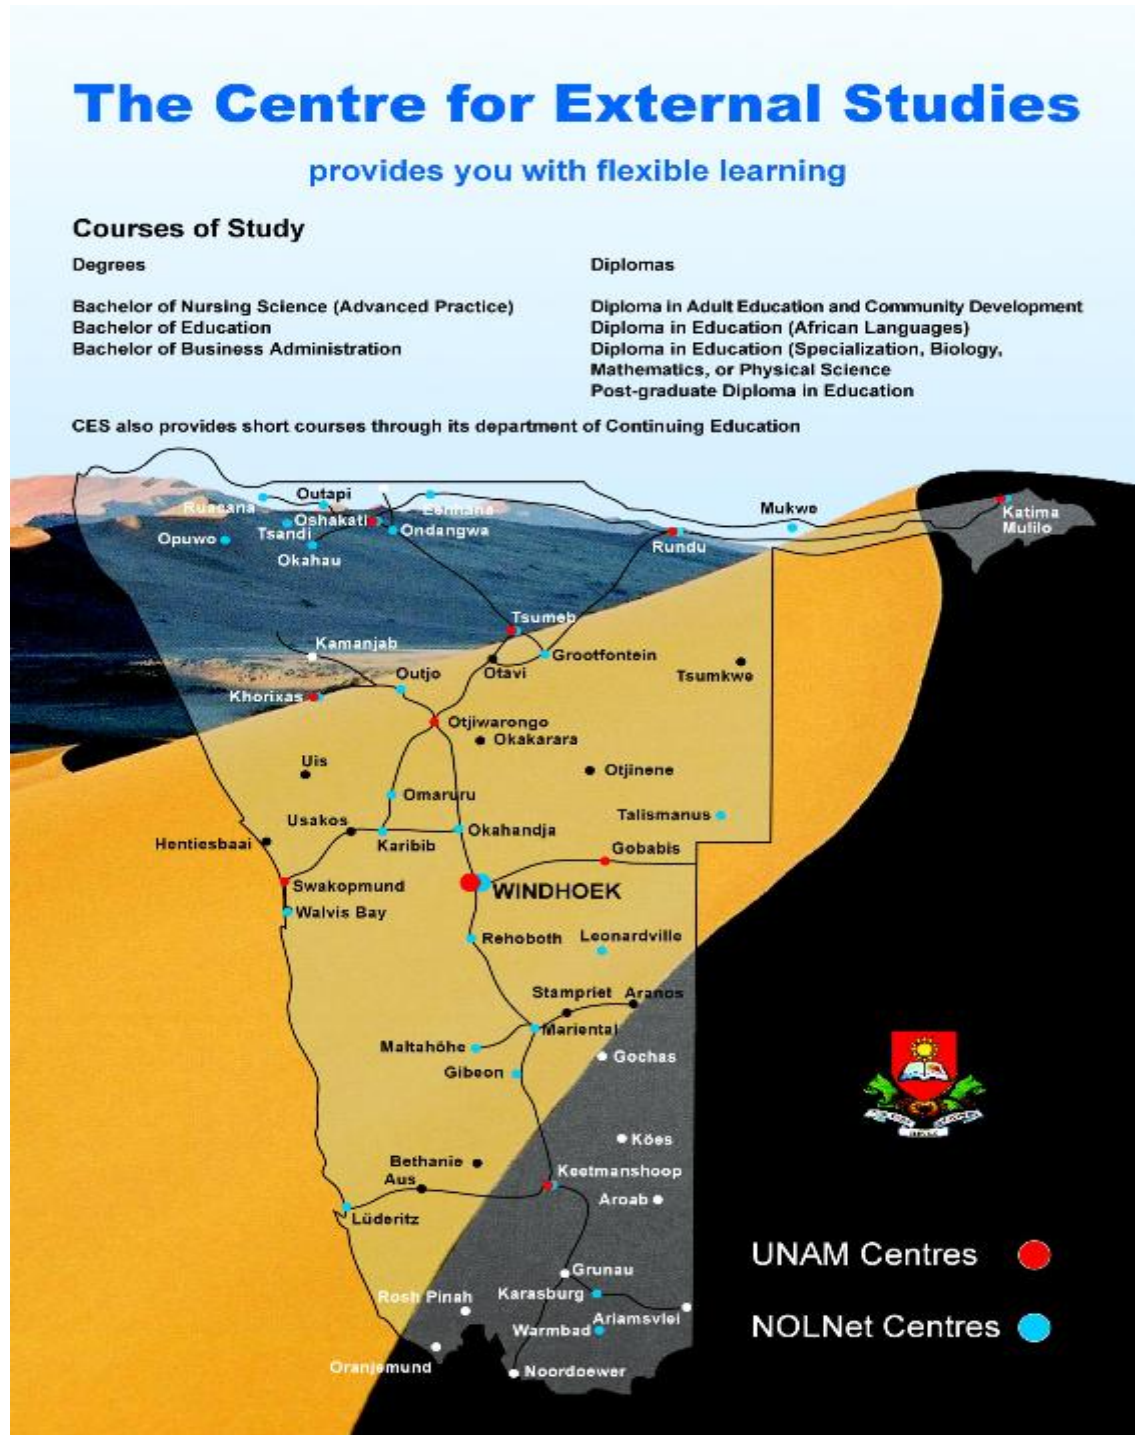 The Centre for External Studies
provides you with flexible learning
Courses of Study
Degrees
Bachelor of Nursing Science (Advanced Practice)
Bachelor of Education
Bachelor of Business Administration
Diplomas
Diploma in Adult Education and Community Development
Diploma in Education (African Languages)
Diploma in Education (Specialization, Biology,
Mathematics, or Physical Science
Post-graduate Diploma in Education
CES also provides short courses through its department of Continuing Education
Outapi
Ruacana
Eenhana
Mukwe
Katima
Mulilo
Oshakati
Tsandi
Ondangwa
Opuwo
Okahau
Rundu
Tsumeb
Kamanjab
Grootfontein
Outjo
Otavi
Tsumkwe
Khorixas
Otjiwarongo
Okakarara
Uis
Otjinene
Omaruru
Usakos
Talismanus
Hentiesbaai
Karibib
Okahandja
Gobabis
Swakopmund
WINDHOEK
Walvis Bay
Rehoboth
Leonardville
Stampriet
Aranos
Mariental
Maltahöhe
Gochas
Gibeon
Köes
Bethanie
Keetmanshoop
Aus
Aroab
Lüderitz
UNAM Centres
Grunau
Rosh Pinah
Karasburg
Ariamsvlei
Warmbad
NOLNet Centres
Oranjemund
Noordoewer